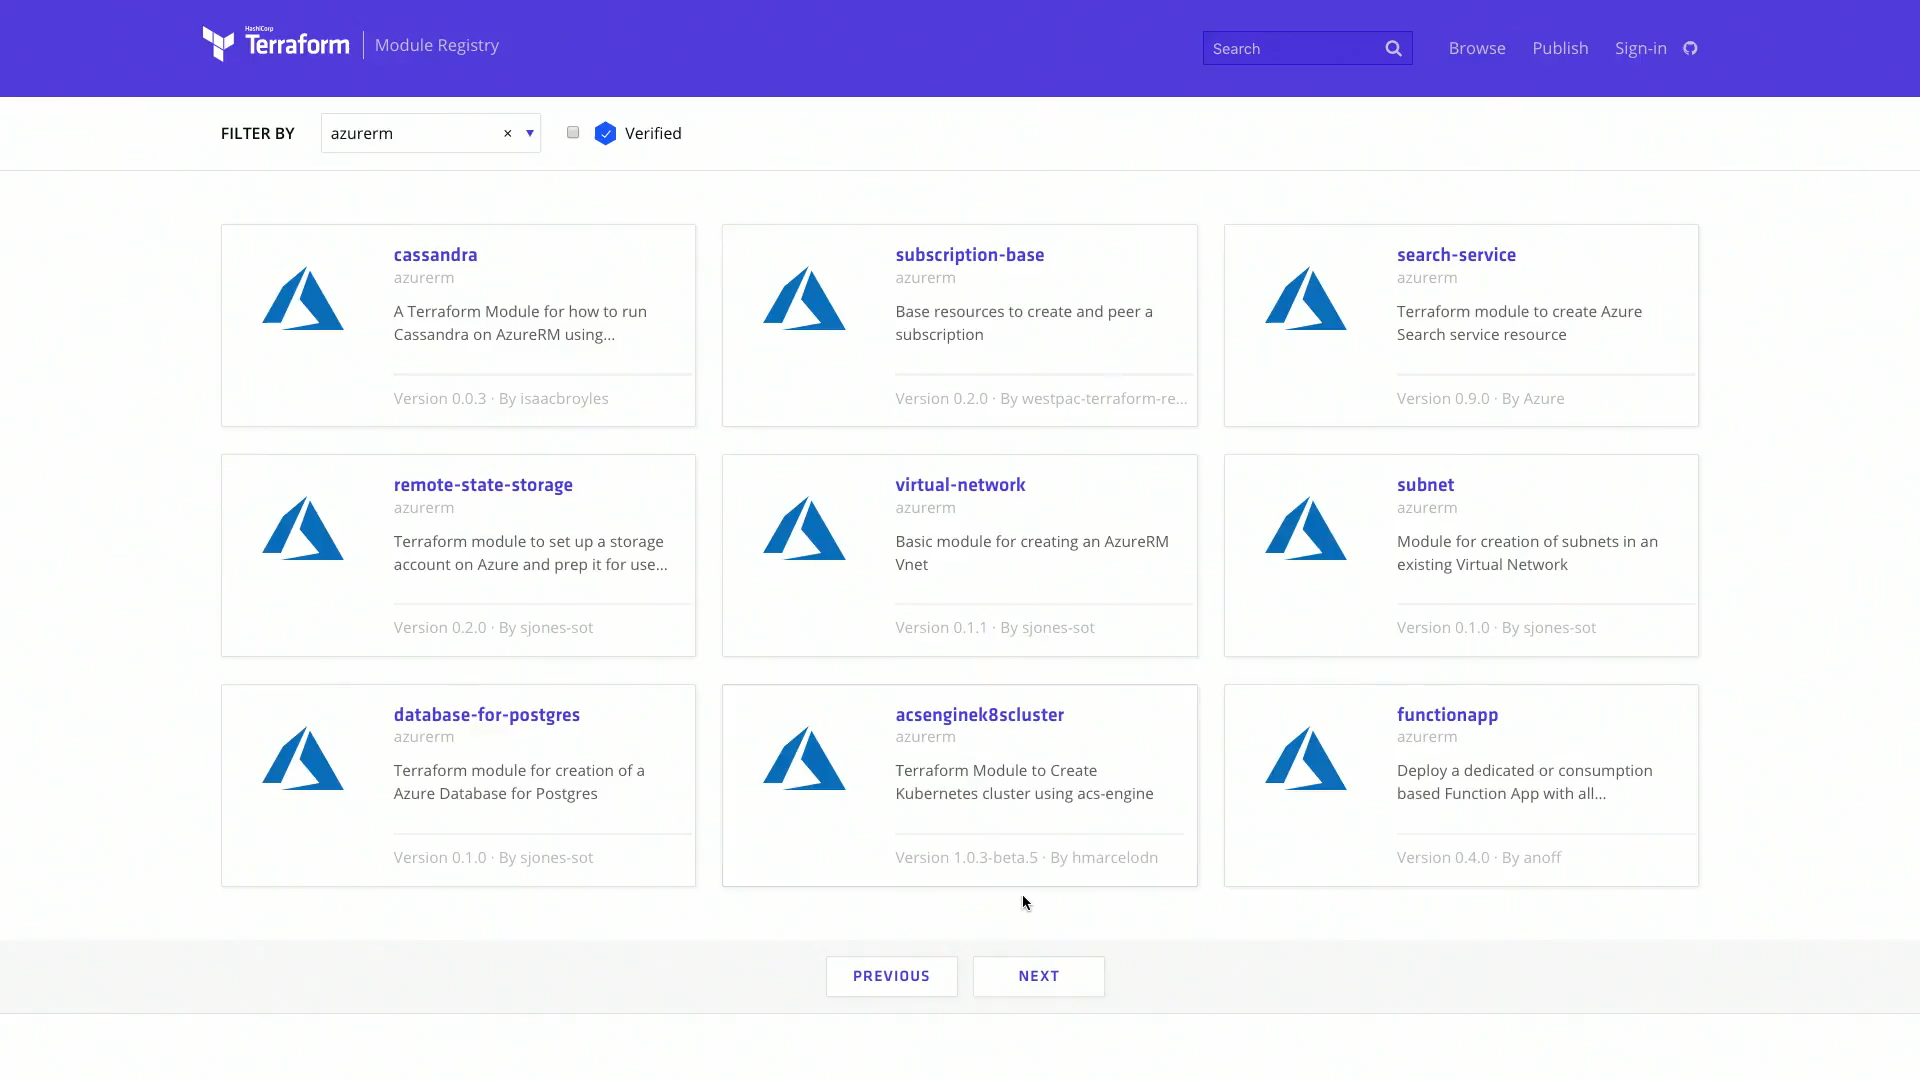 HashiCorp
Terraform
Module Registry
Search
Browse
Publish
Sign-in
FILTER BY
azurerm
×
Verified
cassandra
azurerm
A Terraform Module for how to run
Cassandra on AzureRM using...
Version 0.0.3 · By isaacbroyles
subscription-base
azurerm
Base resources to create and peer a
subscription
Version 0.2.0 · By westpac-terraform-re...
search-service
azurerm
Terraform module to create Azure
Search service resource
Version 0.9.0 · By Azure
remote-state-storage
azurerm
Terraform module to set up a storage
account on Azure and prep it for use...
Version 0.2.0 · By sjones-sot
virtual-network
azurerm
Basic module for creating an AzureRM
Vnet
Version 0.1.1 · By sjones-sot
subnet
azurerm
Module for creation of subnets in an
existing Virtual Network
Version 0.1.0 · By sjones-sot
database-for-postgres
azurerm
Terraform module for creation of a
Azure Database for Postgres
Version 0.1.0 · By sjones-sot
acsenginek8scluster
azurerm
Terraform Module to Create
Kubernetes cluster using acs-engine
Version 1.0.3-beta.5 · By hmarcelodn
functionapp
azurerm
Deploy a dedicated or consumption
based Function App with all...
Version 0.4.0 · By anoff
PREVIOUS
NEXT